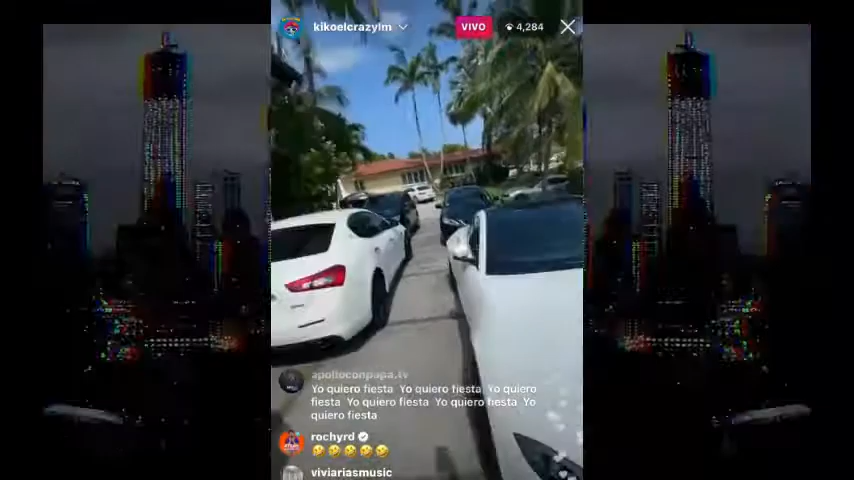 kikoelcrazylm
VIVO
4,284
apolloconpapa.tv
Yo quiero fiesta Yo quiero fiesta Yo quiero
fiesta Yo quiero fiesta Yo quiero fiesta Yo
quiero fiesta
rochyrd
viviariasmusic